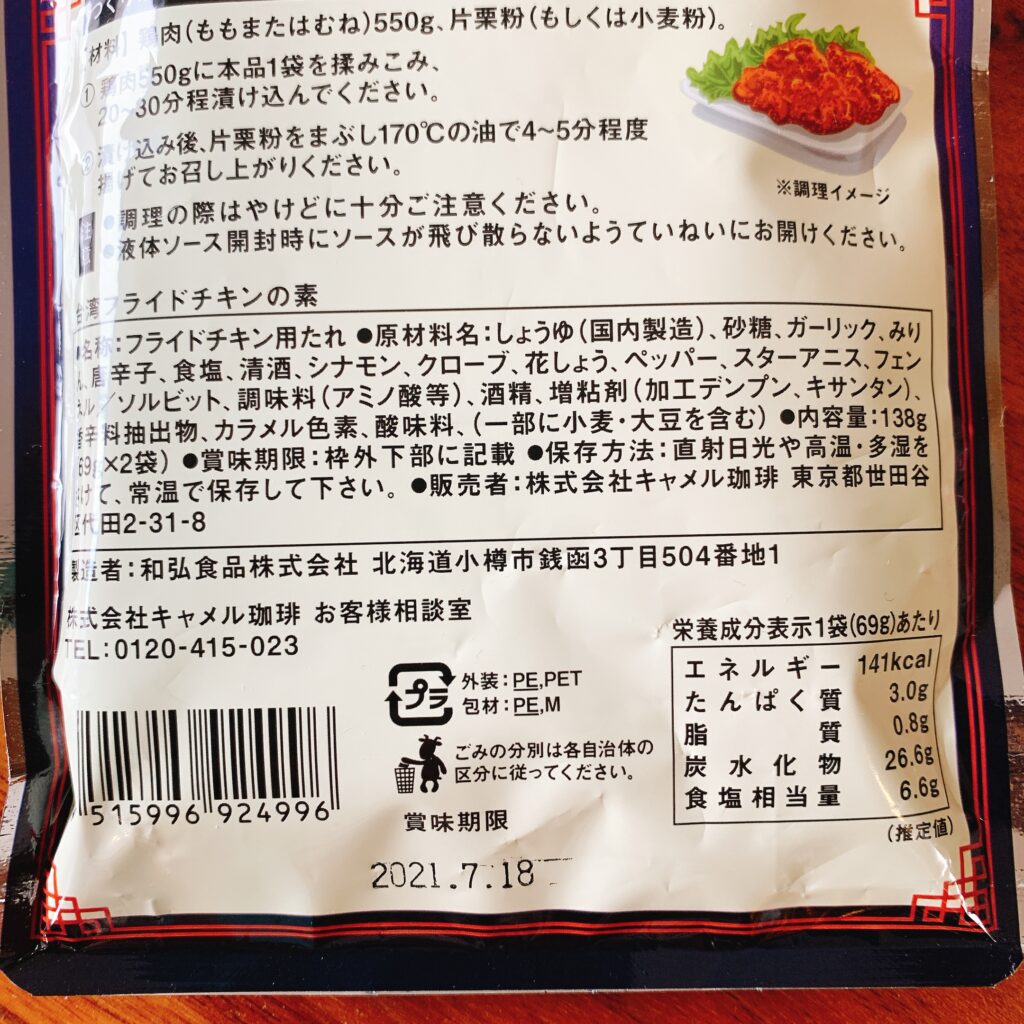 【材料】鶏肉(ももまたはむね)550g、片栗粉(もしくは小麦粉)。
① 鶏肉550gに本品1袋を揉みこみ、
20〜30分程漬け込んでください。
② 漬け込み後、片栗粉をまぶし170℃の油で4〜5分程度
揚げてお召し上がりください。
※調理イメージ
注意
●調理の際はやけどに十分ご注意ください。
●液体ソース開封時にソースが飛び散らないようていねいにお開けください。
台湾フライドチキンの素
●名称:フライドチキン用たれ ●原材料名:しょうゆ(国内製造)、砂糖、ガーリック、みり
ん、唐辛子、食塩、清酒、シナモン、クローブ、花しょう、ペッパー、スターアニス、フェン
ネル/ソルビット、調味料(アミノ酸等)、酒精、増粘剤(加工デンプン、キサンタン)、
香辛料抽出物、カラメル色素、酸味料、(一部に小麦・大豆を含む) ●内容量:138g
(69g×2袋) ●賞味期限:枠外下部に記載 ●保存方法:直射日光や高温・多湿を
避けて、常温で保存して下さい。 ●販売者:株式会社キャメル珈琲 東京都世田谷
区代田2-31-8
製造者:和弘食品株式会社 北海道小樽市銭函3丁目504番地1
株式会社キャメル珈琲 お客様相談室
TEL:0120-415-023
プラ
外装:PE,PET
包材:PE,M
ごみの分別は各自治体の
区分に従ってください。
515996 924996
賞味期限
2021.7.18
栄養成分表示1袋(69g)あたり
エネルギー 141kcal
たんぱく質 3.0g
脂質 0.8g
炭水化物 26.6g
食塩相当量 6.6g
(推定値)